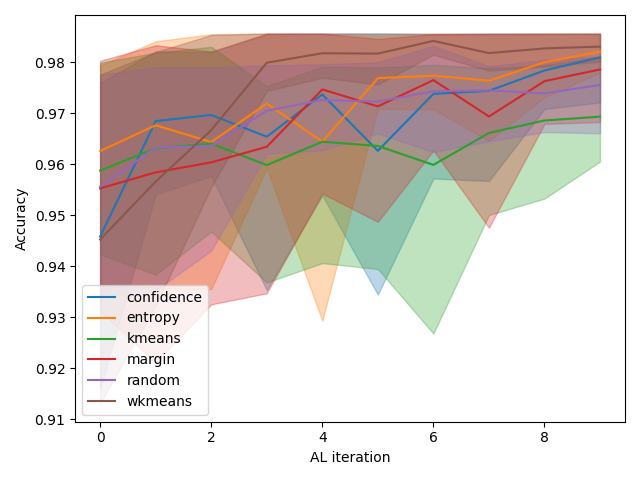 0.98
0.97
0.96
0.95
0.94
0.93
0.92
0.91
Accuracy
confidence
entropy
kmeans
margin
random
wkmeans
0 2 4 6 8
AL iteration